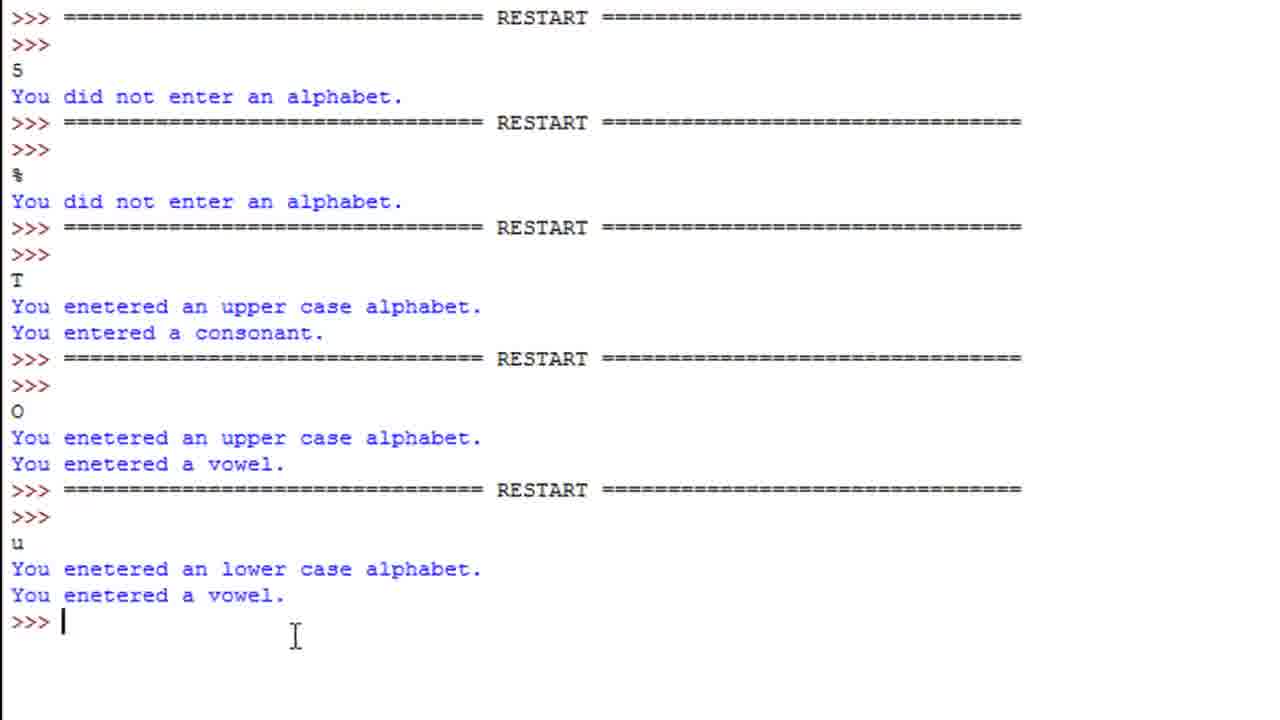 >>> ================================ RESTART ================================
>>>
5
You did not enter an alphabet.
>>> ================================ RESTART ================================
>>>
%
You did not enter an alphabet.
>>> ================================ RESTART ================================
>>>
T
You enetered an upper case alphabet.
You entered a consonant.
>>> ================================ RESTART ================================
>>>
O
You enetered an upper case alphabet.
You enetered a vowel.
>>> ================================ RESTART ================================
>>>
u
You enetered an lower case alphabet.
You enetered a vowel.
>>>